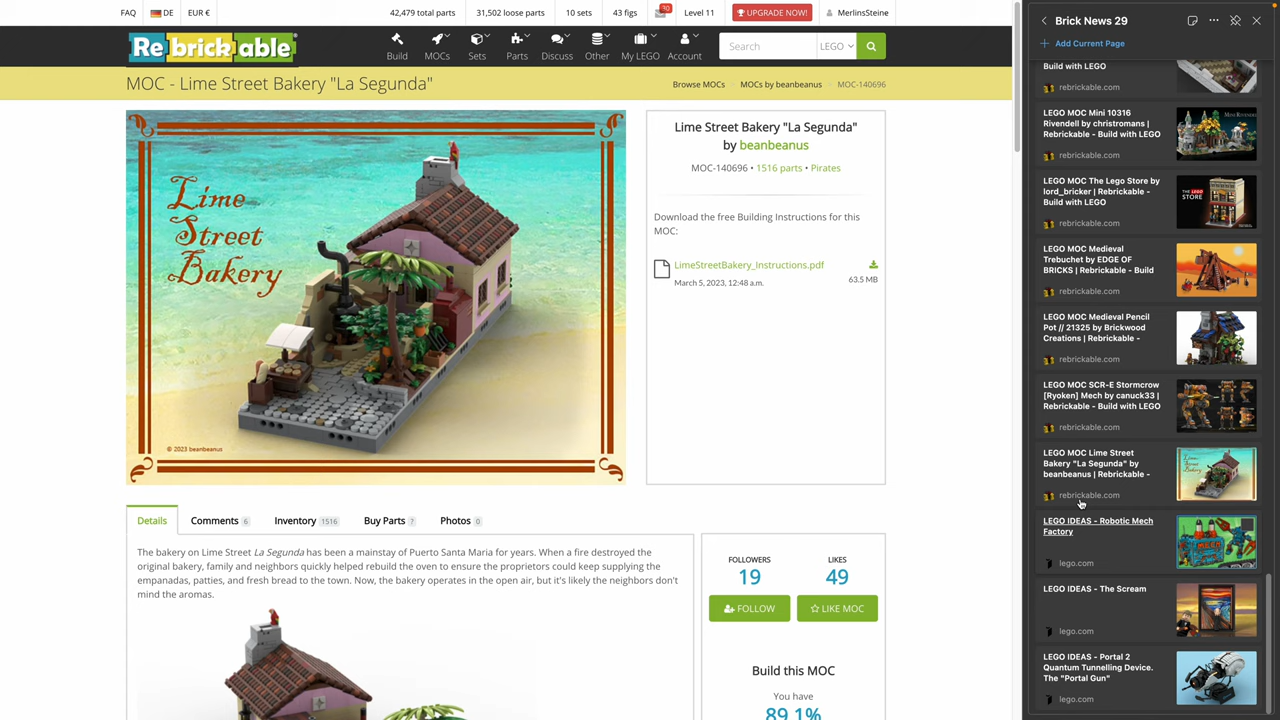 FAQ
DE
EUR €
42,479 total parts
31,502 loose parts
10 sets
43 figs
Level 11
UPGRADE NOW!
MerlinsSteine
Rebrickable
Build
MOCs
Sets
Parts
Discuss
Other
My LEGO
Account
Search
LEGO
MOC - Lime Street Bakery "La Segunda"
Browse MOCs
MOCs by beanbeanus
MOC-140696
Lime
Street
Bakery
© 2023 beanbeanus
Lime Street Bakery "La Segunda"
by beanbeanus
MOC-140696 • 1516 parts • Pirates
Download the free Building Instructions for this
MOC:
LimeStreetBakery_Instructions.pdf
March 5, 2023, 12:48 a.m.
63.5 MB
Details
Comments 6
Inventory 1516
Buy Parts 7
Photos 0
The bakery on Lime Street La Segunda has been a mainstay of Puerto Santa Maria for years. When a fire destroyed the
original bakery, family and neighbors quickly helped rebuild the oven to ensure the proprietors could keep supplying the
empanadas, patties, and fresh bread to the town. Now, the bakery operates in the open air, but it's likely the neighbors don't
mind the aromas.
FOLLOWERS
19
LIKES
49
FOLLOW
LIKE MOC
Build this MOC
You have
89.1%
Brick News 29
Add Current Page
Build with LEGO
rebrickable.com
LEGO MOC Mini 10316
Rivendell by christromans |
Rebrickable - Build with LEGO
rebrickable.com
LEGO MOC The Lego Store by
lord_bricker | Rebrickable -
Build with LEGO
rebrickable.com
THE LEGO
STORE
LEGO MOC Medieval
Trebuchet by EDGE OF
BRICKS | Rebrickable - Build
rebrickable.com
LEGO MOC Medieval Pencil
Pot // 21325 by Brickwood
Creations | Rebrickable -
rebrickable.com
LEGO MOC SCR-E Stormcrow
[Ryoken] Mech by canuck33 |
Rebrickable - Build with LEGO
rebrickable.com
LEGO MOC Lime Street
Bakery "La Segunda" by
beanbeanus | Rebrickable -
rebrickable.com
Lime
Street
Bakery
LEGO IDEAS - Robotic Mech
Factory
lego.com
LEGO IDEAS - The Scream
lego.com
LEGO IDEAS - Portal 2
Quantum Tunnelling Device.
The "Portal Gun"
lego.com